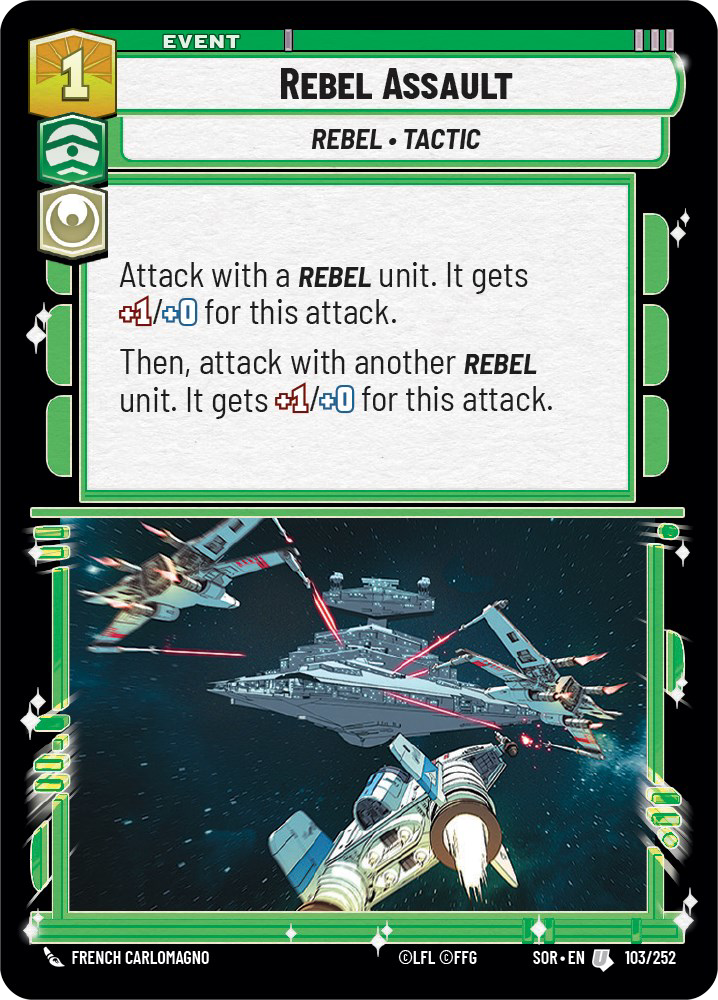 EVENT
1
REBEL ASSAULT
REBEL • TACTIC
Attack with a REBEL unit. It gets
+1/+0 for this attack.
Then, attack with another REBEL
unit. It gets +1/+0 for this attack.
FRENCH CARLOMAGNO
©LFL ©FFG
SOR • EN U 103/252